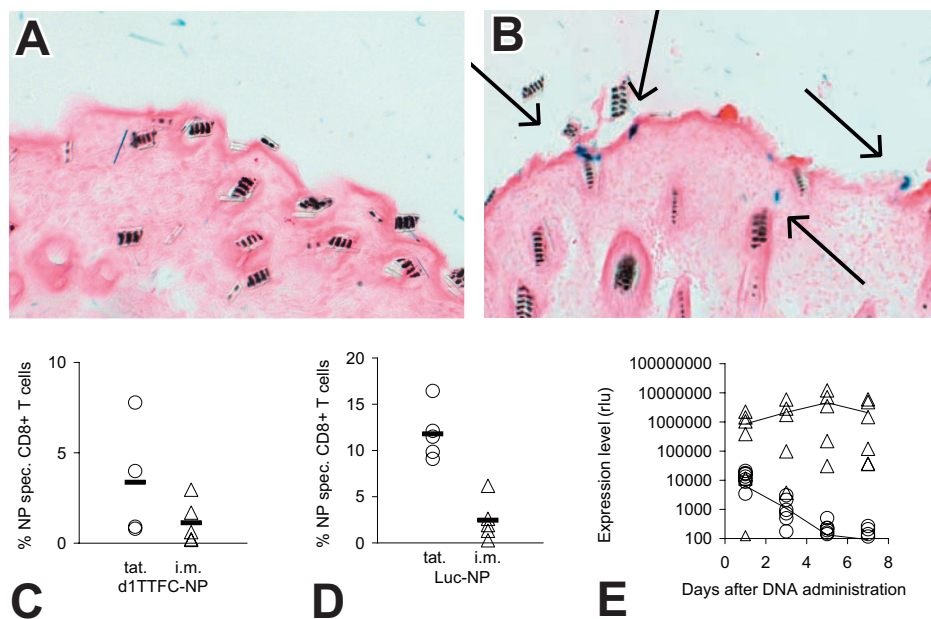 A
B
10
5
0
% NP spec. CD8+ T cells
tat. i.m.
d1TTFC-NP
C
20
15
10
5
0
% NP spec. CD8+ T cells
tat. i.m.
Luc-NP
D
100000000
10000000
1000000
100000
10000
1000
100
Expression level (rlu)
0 2 4 6 8
Days after DNA administration
E